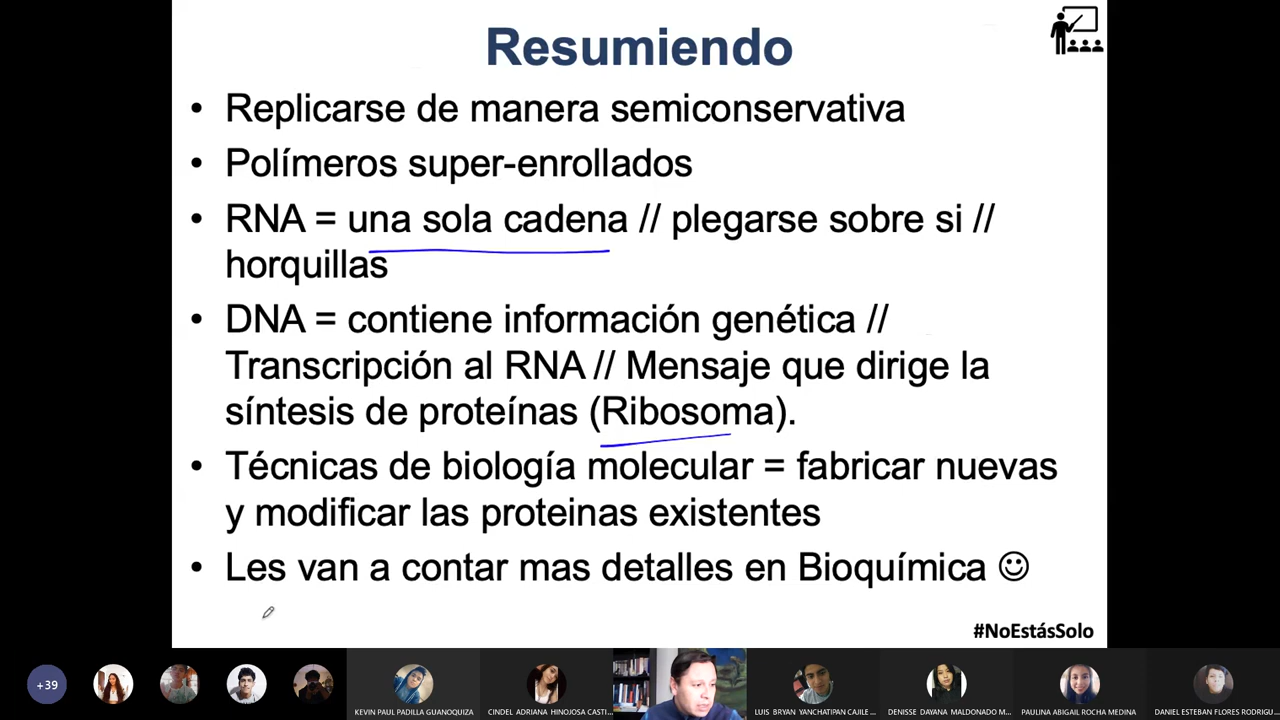 Resumiendo
• Replicarse de manera semiconservativa
• Polímeros super-enrollados
• RNA = una sola cadena // plegarse sobre si //
horquillas
• DNA = contiene información genética //
Transcripción al RNA // Mensaje que dirige la
síntesis de proteínas (Ribosoma).
• Técnicas de biología molecular = fabricar nuevas
y modificar las proteinas existentes
• Les van a contar mas detalles en Bioquímica ☺
#NoEstásSolo
+39
KEVIN PAUL PADILLA GUANOQUIZA
CINDEL ADRIANA HINOJOSA CASTI...
LUIS BRYAN YANCHATIPAN CAJILE...
DENISSE DAYANA MALDONADO M...
PAULINA ABIGAIL ROCHA MEDINA
DANIEL ESTEBAN FLORES RODRIGU